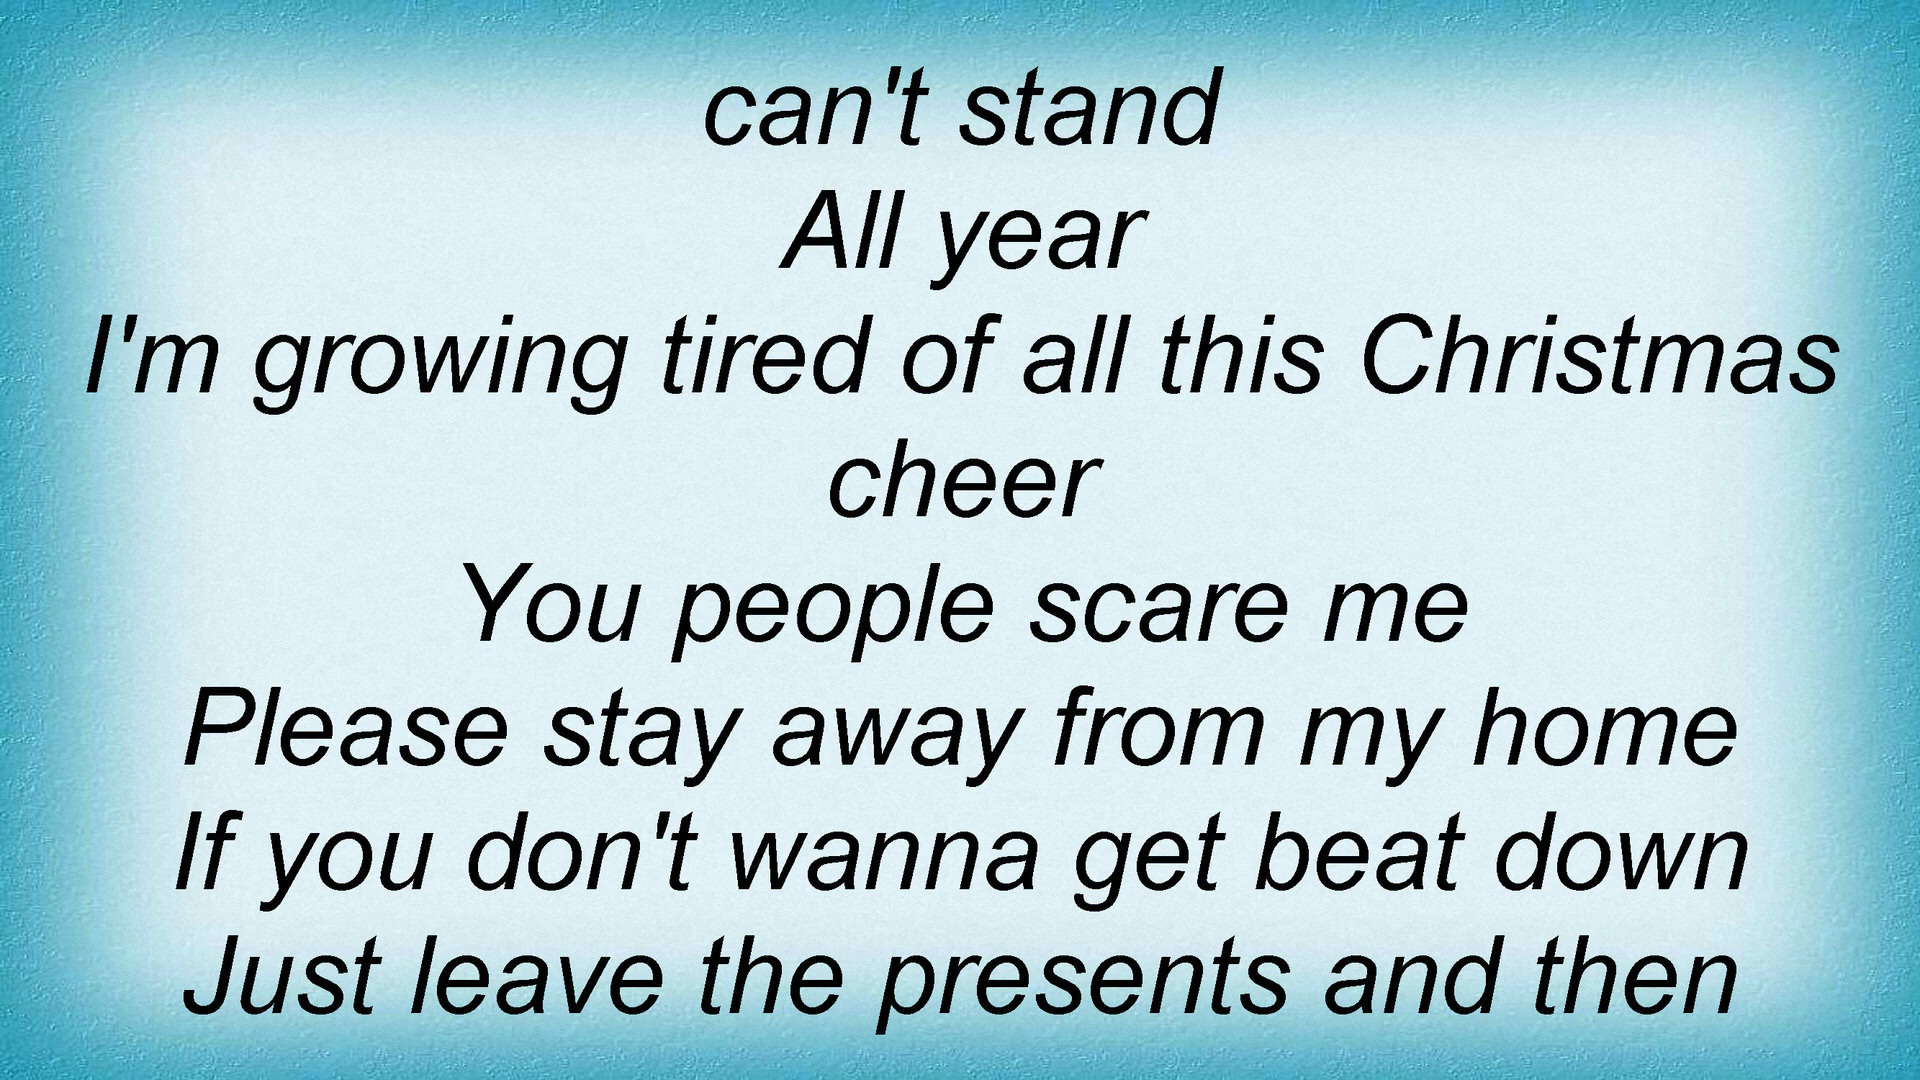 can't stand
All year
I'm growing tired of all this Christmas
cheer
You people scare me
Please stay away from my home
If you don't wanna get beat down
Just leave the presents and then